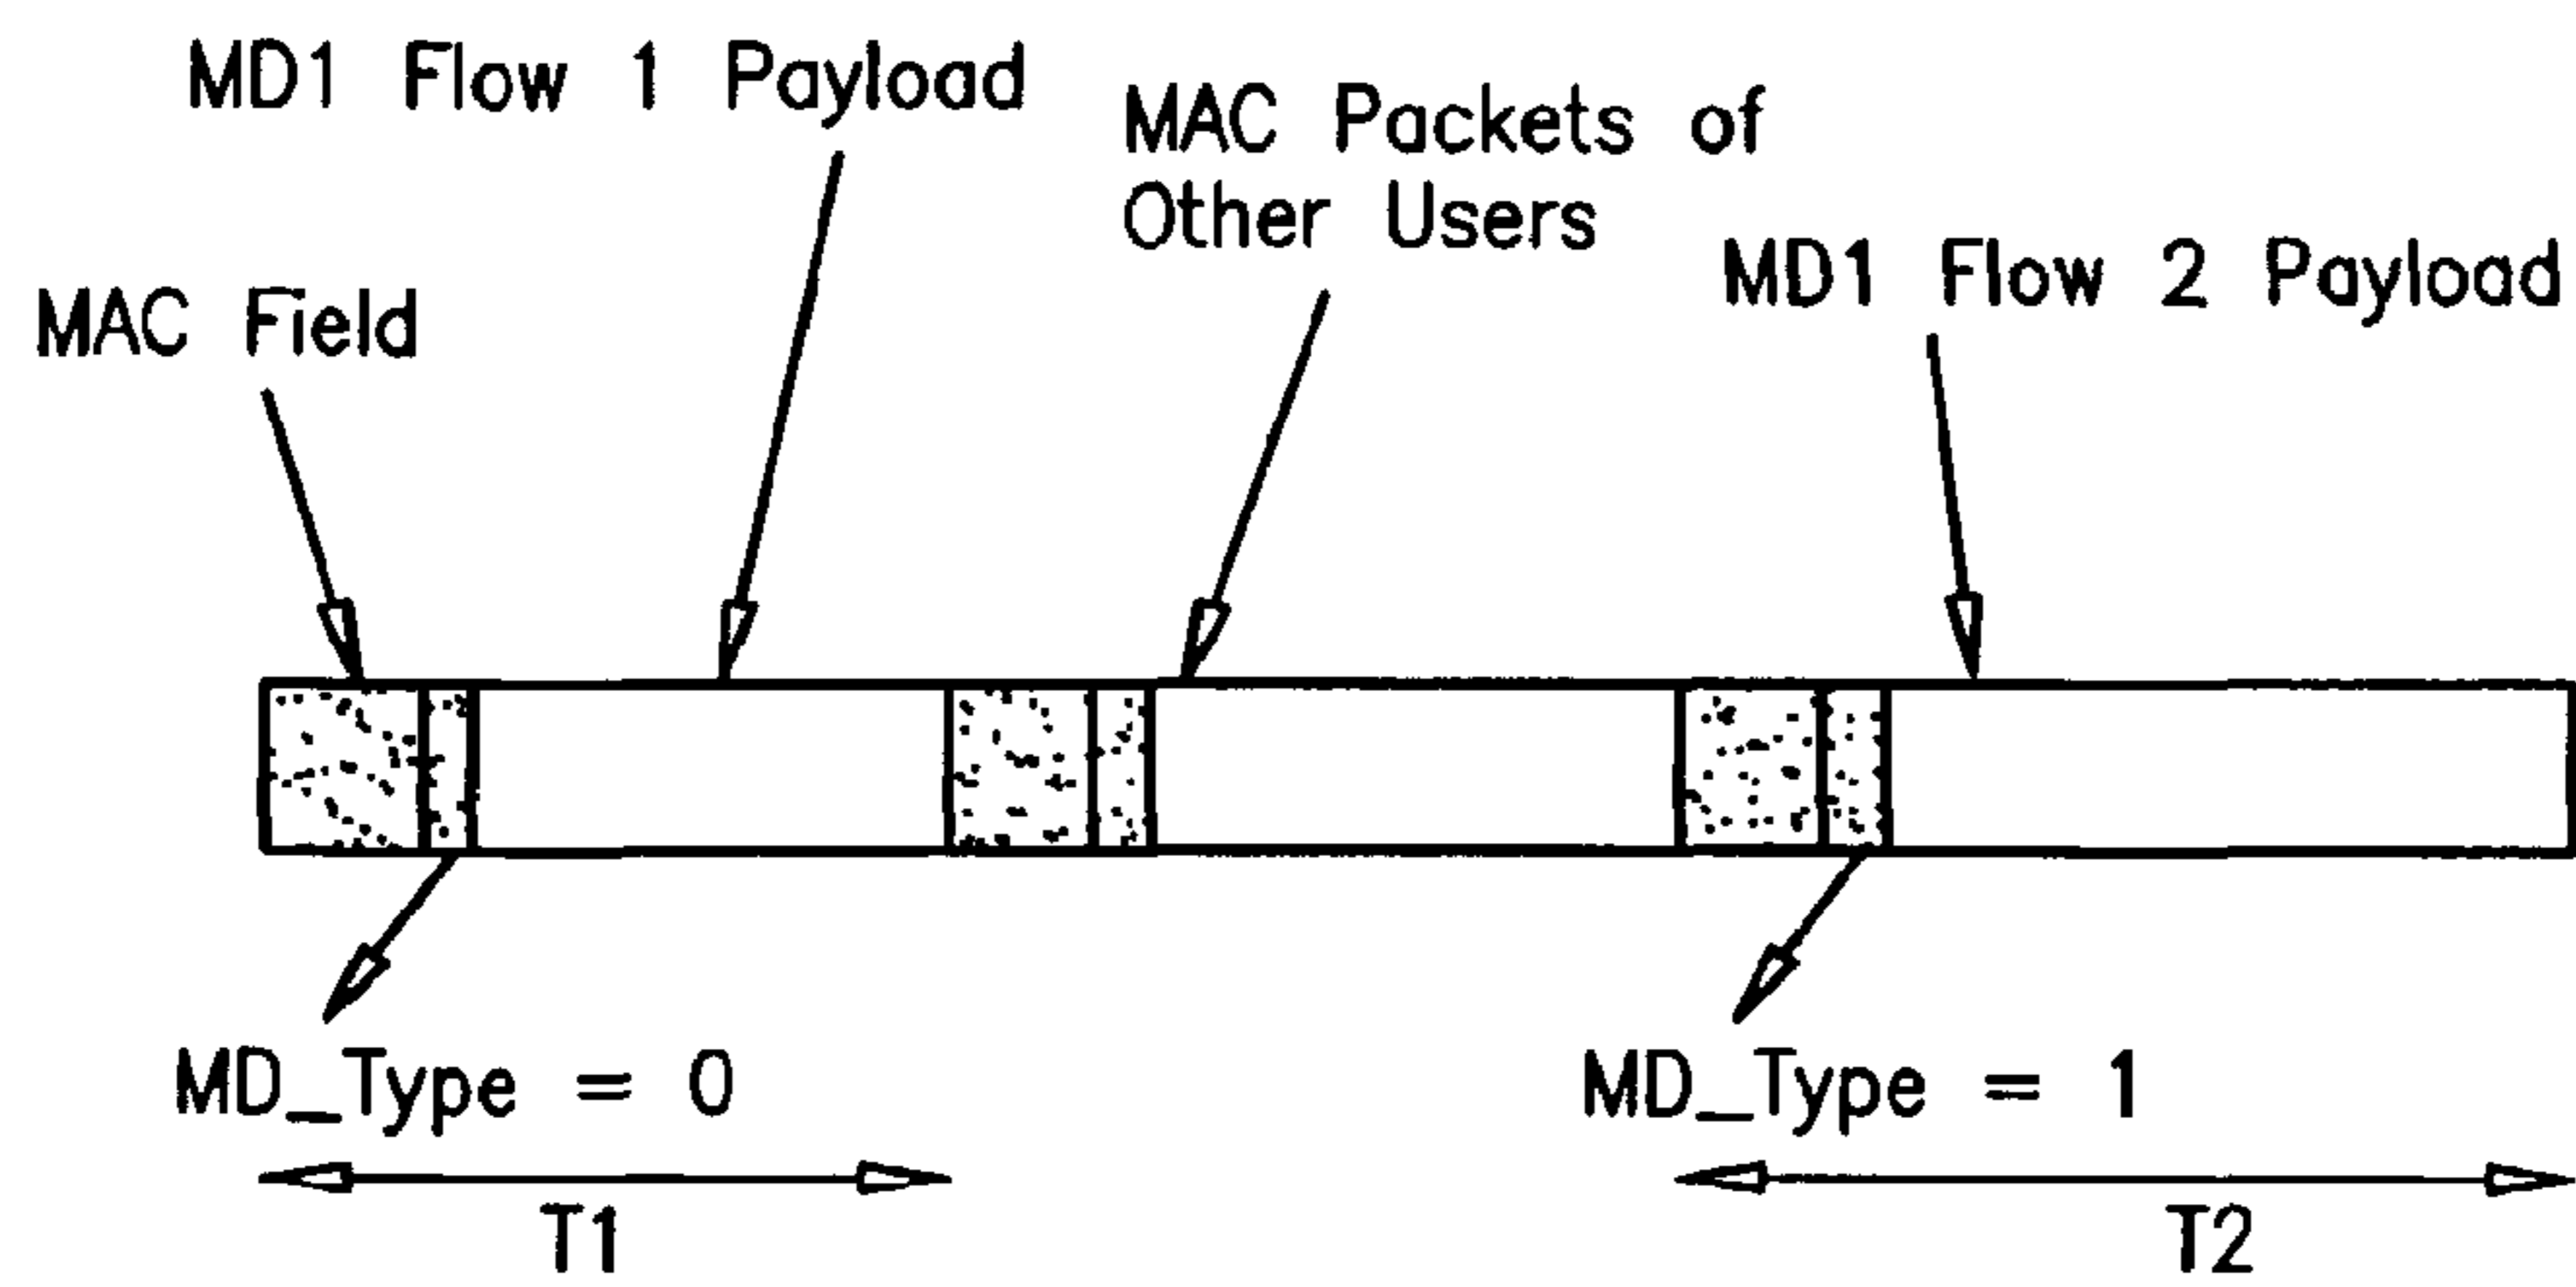 MD1 Flow 1 Payload
MAC Packets of
Other Users
MD1 Flow 2 Payload
MAC Field
MD_Type = 0
MD_Type = 1
T1
T2